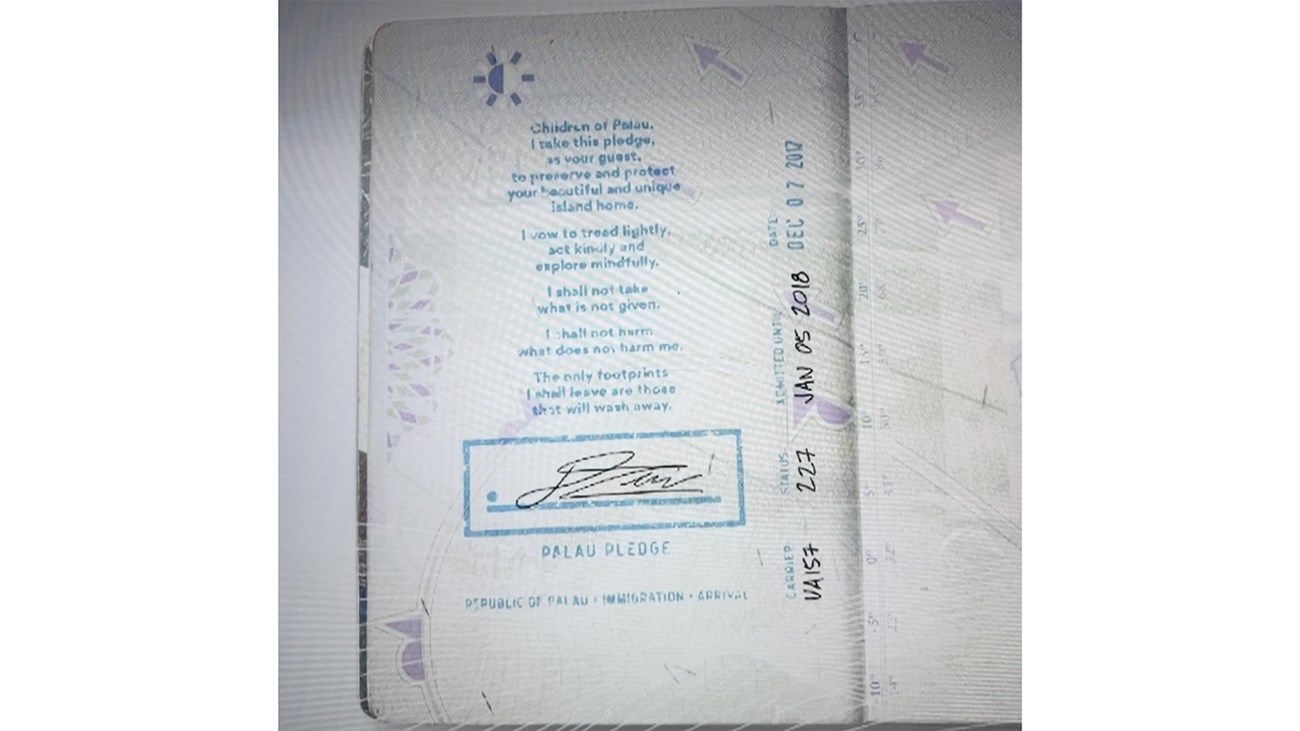 Children of Palau,
I take this pledge,
as your guest,
to preserve and protect
your beautiful and unique
island home.
I vow to tread lightly,
act kindly and
explore mindfully.
I shall not take
what is not given.
I shall not harm
what does not harm me.
The only footprints
I shall leave are those
that will wash away.
PALAU PLEDGE
REPUBLIC OF PALAU • IMMIGRATION • ARRIVAL
DATE: DEC 07 2017
ADMITTED UNTIL: JAN 05 2018
STATUS: 227
CARRIER: UA157